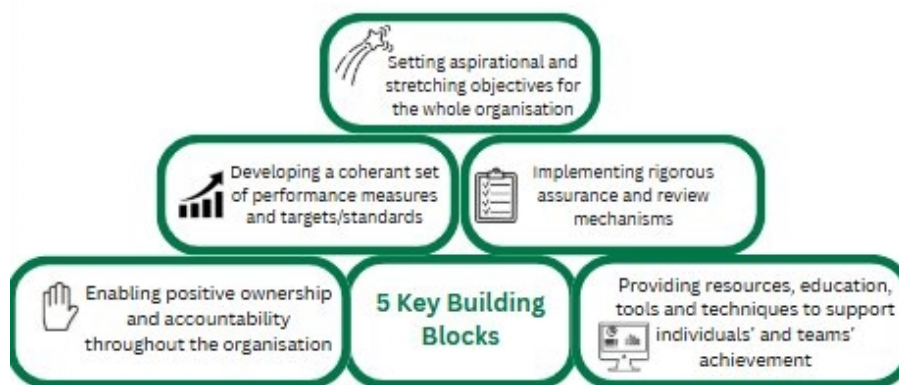 Setting aspirational and
stretching objectives for
the whole organisation
Developing a coherant set
of performance measures
and targets/standards
Implementing rigorous
assurance and review
mechanisms
Enabling positive ownership
and accountability
throughout the organisation
5 Key Building
Blocks
Providing resources, education,
tools and techniques to support
individuals' and teams'
achievement